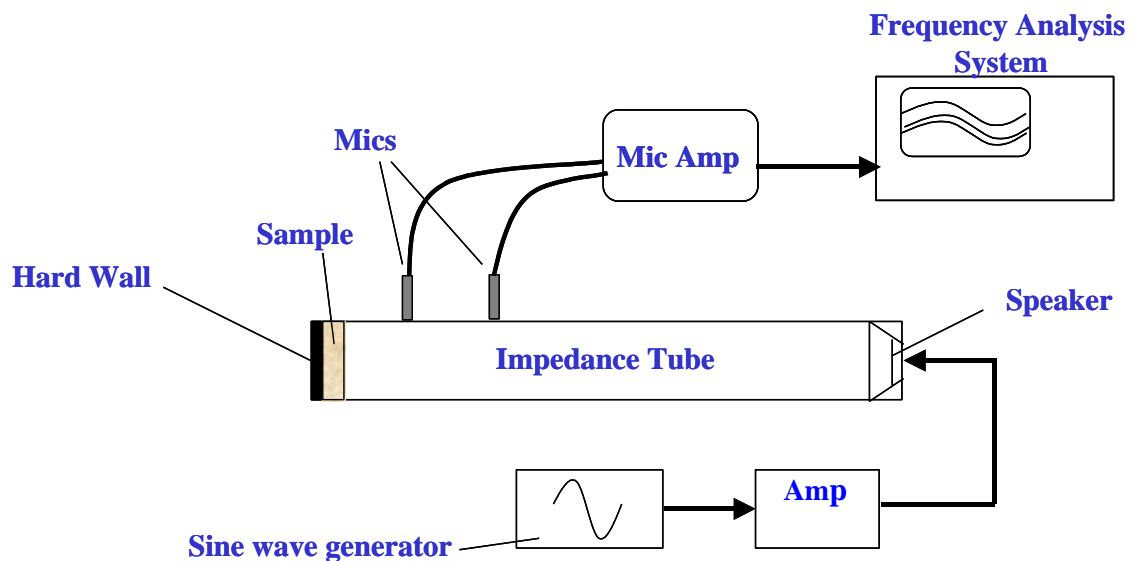 Frequency Analysis
System
Mics
Mic Amp
Sample
Hard Wall
Speaker
Impedance Tube
Amp
Sine wave generator